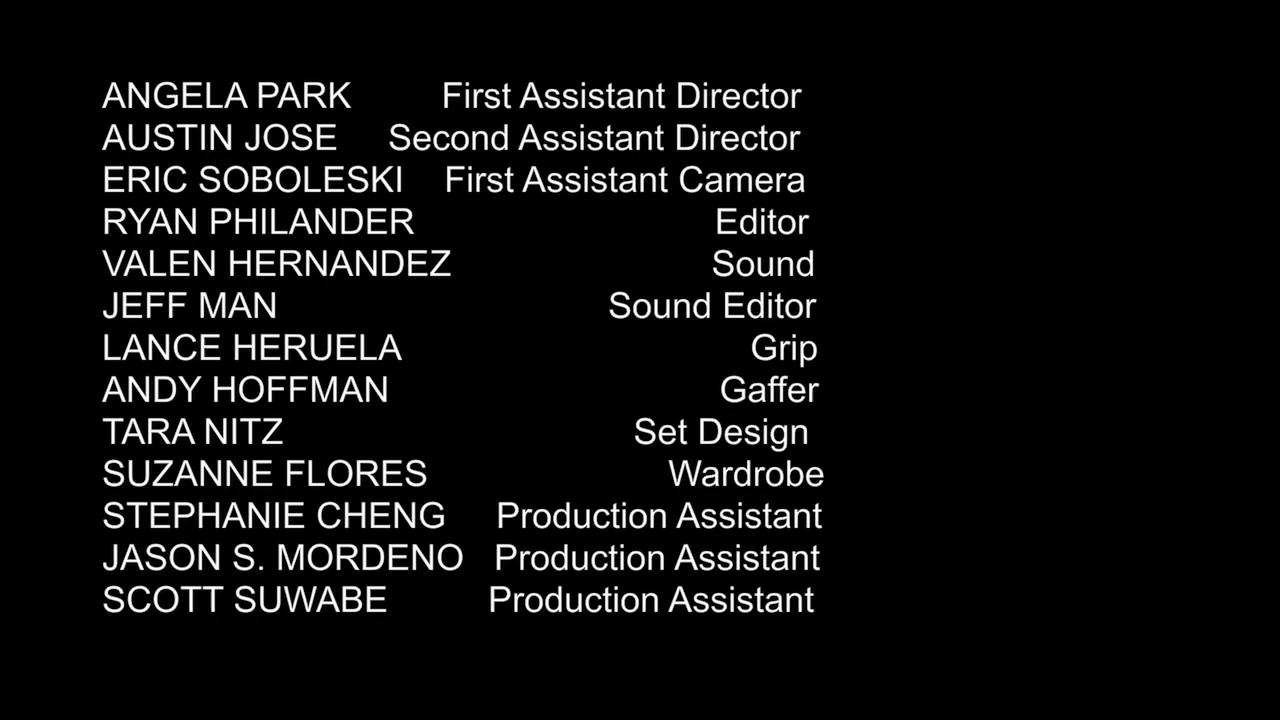 ANGELA PARK First Assistant Director
AUSTIN JOSE Second Assistant Director
ERIC SOBOLESKI First Assistant Camera
RYAN PHILANDER Editor
VALEN HERNANDEZ Sound
JEFF MAN Sound Editor
LANCE HERUELA Grip
ANDY HOFFMAN Gaffer
TARA NITZ Set Design
SUZANNE FLORES Wardrobe
STEPHANIE CHENG Production Assistant
JASON S. MORDENO Production Assistant
SCOTT SUWABE Production Assistant